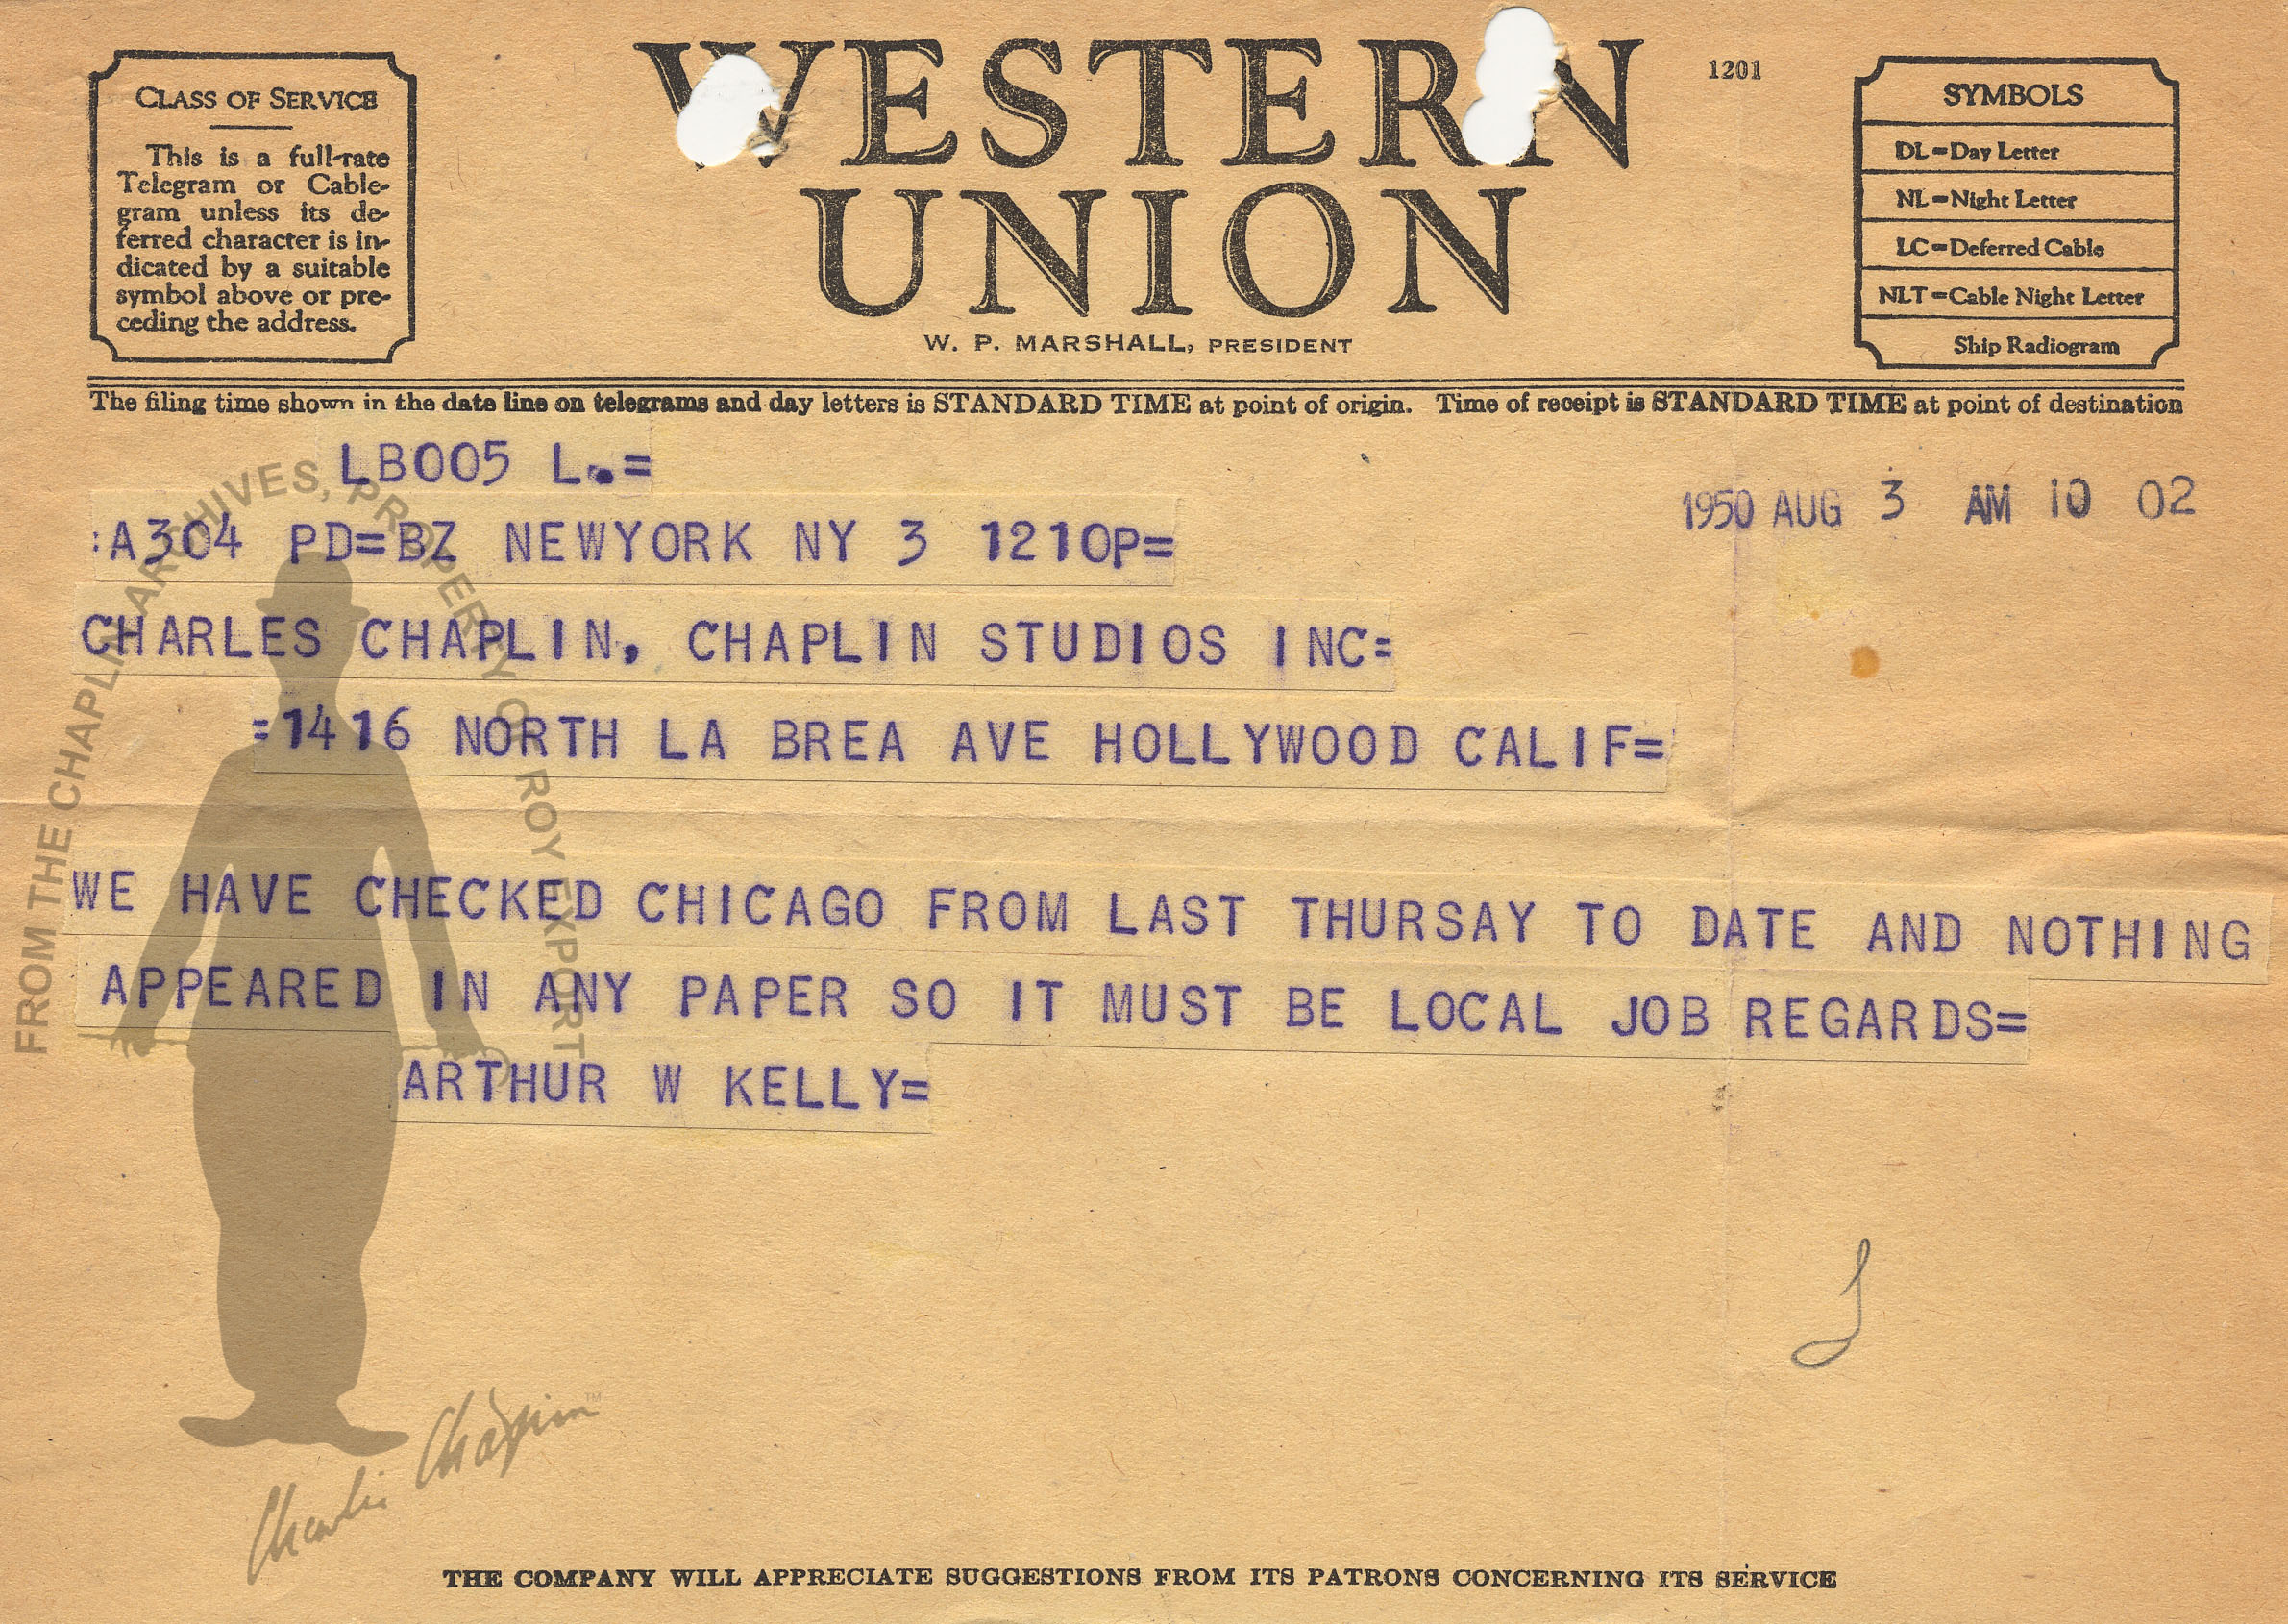 WESTERN
UNION
1201
W. P. MARSHALL, PRESIDENT
CLASS OF SERVICE
This is a full-rate
Telegram or Cable-
gram unless its de-
ferred character is in-
dicated by a suitable
symbol above or pre-
ceding the address.
SYMBOLS
DL=Day Letter
NL=Night Letter
LC=Deferred Cable
NLT=Cable Night Letter
Ship Radiogram
The filing time shown in the date line on telegrams and day letters is STANDARD TIME at point of origin. Time of receipt is STANDARD TIME at point of destination
LB005 L.=
1950 AUG 3 AM 10 02
:A304 PD=BZ NEWYORK NY 3 1210P=
CHARLES CHAPLIN, CHAPLIN STUDIOS INC=
=1416 NORTH LA BREA AVE HOLLYWOOD CALIF=
WE HAVE CHECKED CHICAGO FROM LAST THURSAY TO DATE AND NOTHING
APPEARED IN ANY PAPER SO IT MUST BE LOCAL JOB REGARDS=
ARTHUR W KELLY=
FROM THE CHAPLIN ARCHIVES, PROPERTY OF ROY EXPORT
Charlie Chaplin™
THE COMPANY WILL APPRECIATE SUGGESTIONS FROM ITS PATRONS CONCERNING ITS SERVICE